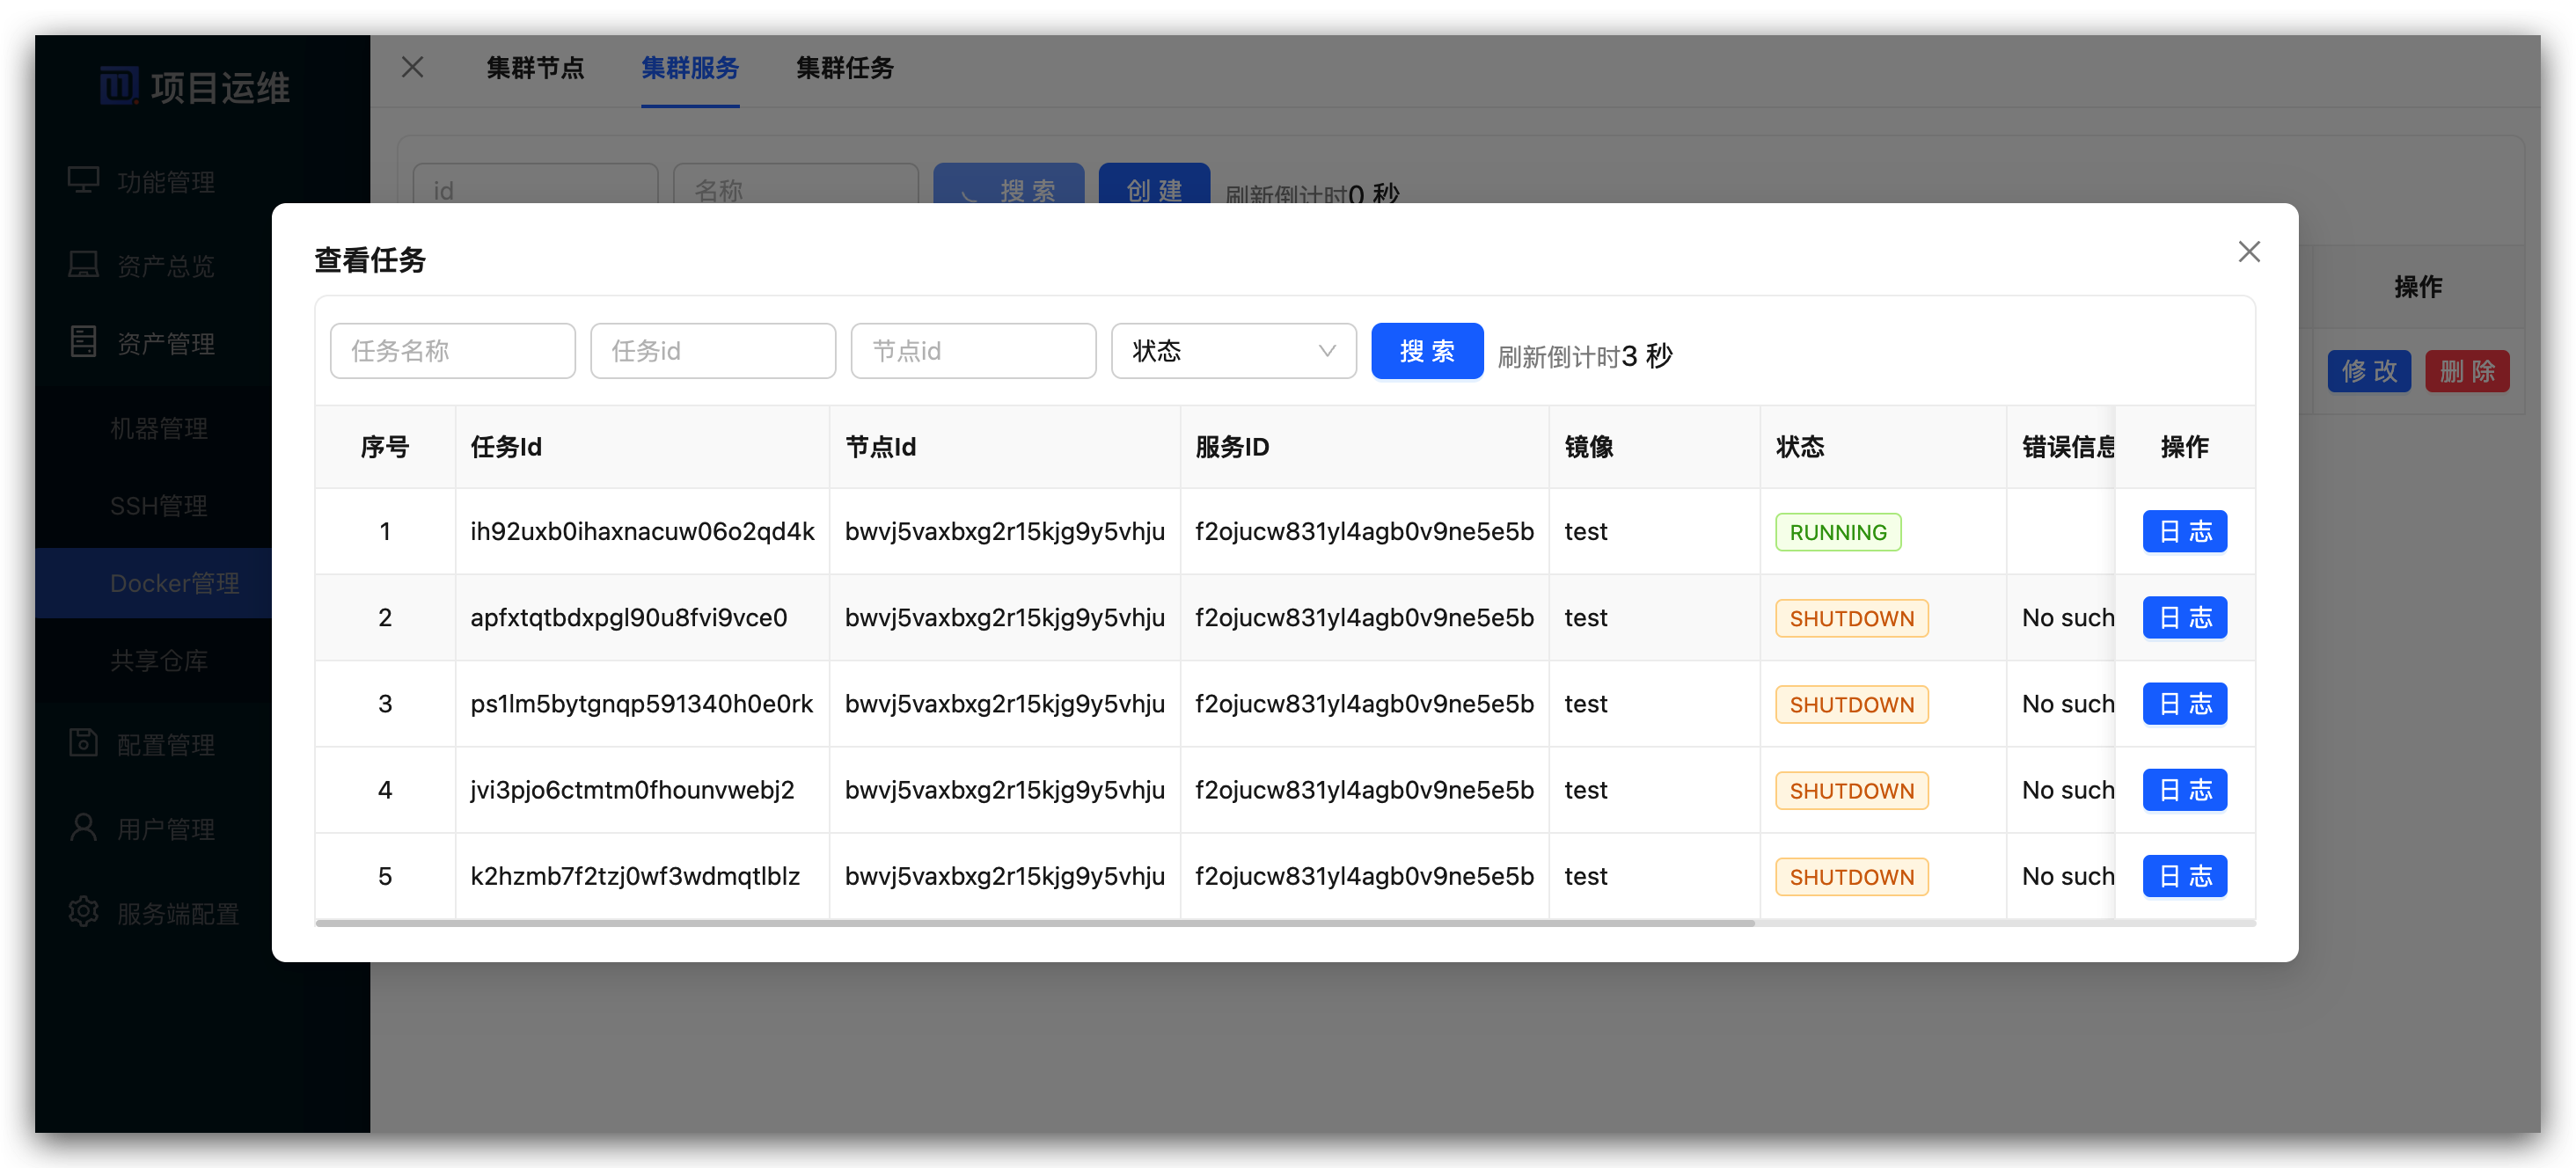 项目运维
集群节点 集群服务 集群任务
功能管理
资产总览
资产管理
机器管理
SSH管理
Docker管理
共享仓库
配置管理
用户管理
服务端配置
id 名称 搜 索 创 建 刷新倒计时0 秒
操作
修 改 删 除
查看任务
任务名称 任务id 节点id 状态 搜 索 刷新倒计时3 秒
序号 任务Id 节点Id 服务ID 镜像 状态 错误信息 操作
1 ih92uxb0ihaxnacuw06o2qd4k bwvj5vaxbxg2r15kjg9y5vhju f2ojucw831yl4agb0v9ne5e5b test RUNNING 日 志
2 apfxtqtbdxpgl90u8fvi9vce0 bwvj5vaxbxg2r15kjg9y5vhju f2ojucw831yl4agb0v9ne5e5b test SHUTDOWN No such 日 志
3 ps1lm5bytgnqp591340h0e0rk bwvj5vaxbxg2r15kjg9y5vhju f2ojucw831yl4agb0v9ne5e5b test SHUTDOWN No such 日 志
4 jvi3pjo6ctmtm0fhounvwebj2 bwvj5vaxbxg2r15kjg9y5vhju f2ojucw831yl4agb0v9ne5e5b test SHUTDOWN No such 日 志
5 k2hzmb7f2tzj0wf3wdmqtlblz bwvj5vaxbxg2r15kjg9y5vhju f2ojucw831yl4agb0v9ne5e5b test SHUTDOWN No such 日 志